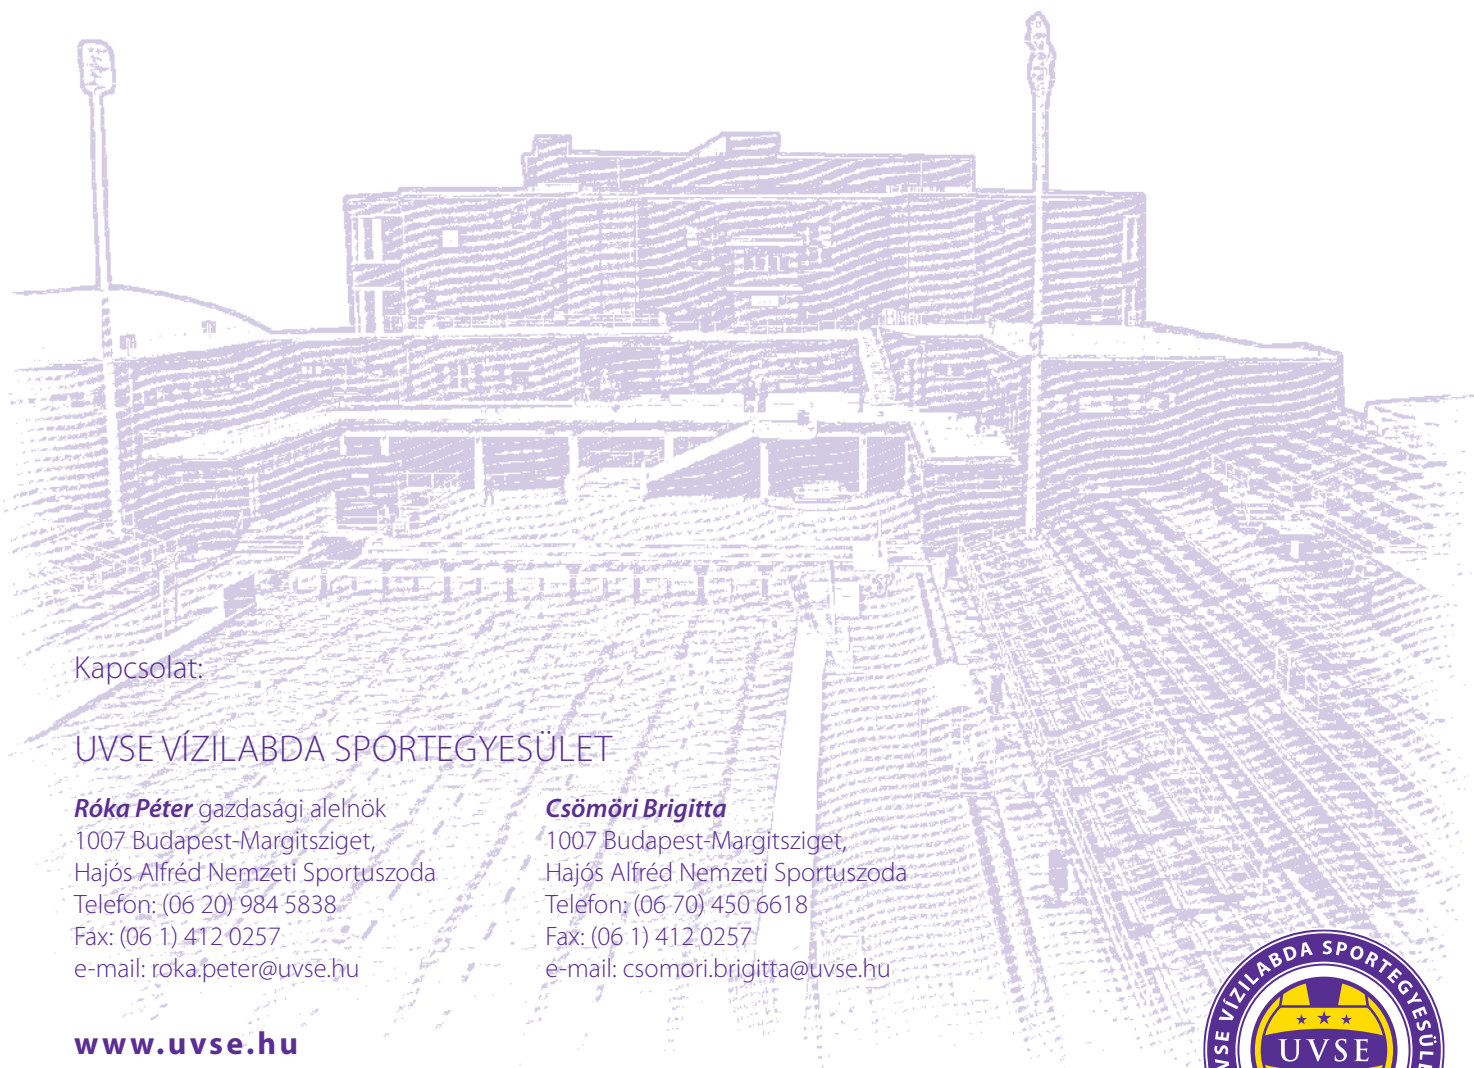 Kapcsolat:
UVSE VÍZILABDA SPORTEGYESÜLET
Róka Péter gazdasági alelnök
1007 Budapest-Margitsziget,
Hajós Alfréd Nemzeti Sportuszoda
Telefon: (06 20) 984 5838
Fax: (06 1) 412 0257
e-mail: roka.peter@uvse.hu
Csömöri Brigitta
1007 Budapest-Margitsziget,
Hajós Alfréd Nemzeti Sportuszoda
Telefon: (06 70) 450 6618
Fax: (06 1) 412 0257
e-mail: csomori.brigitta@uvse.hu
www.uvse.hu
VÍZILABDA
UVSE